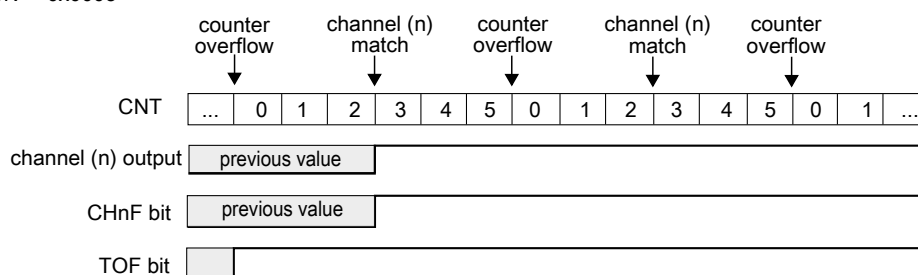 counter overflow
channel (n) match
counter overflow
channel (n) match
counter overflow
CNT ... 0 1 2 3 4 5 0 1 2 3 4 5 0 1 ...
channel (n) output previous value
CHnF bit previous value
TOF bit